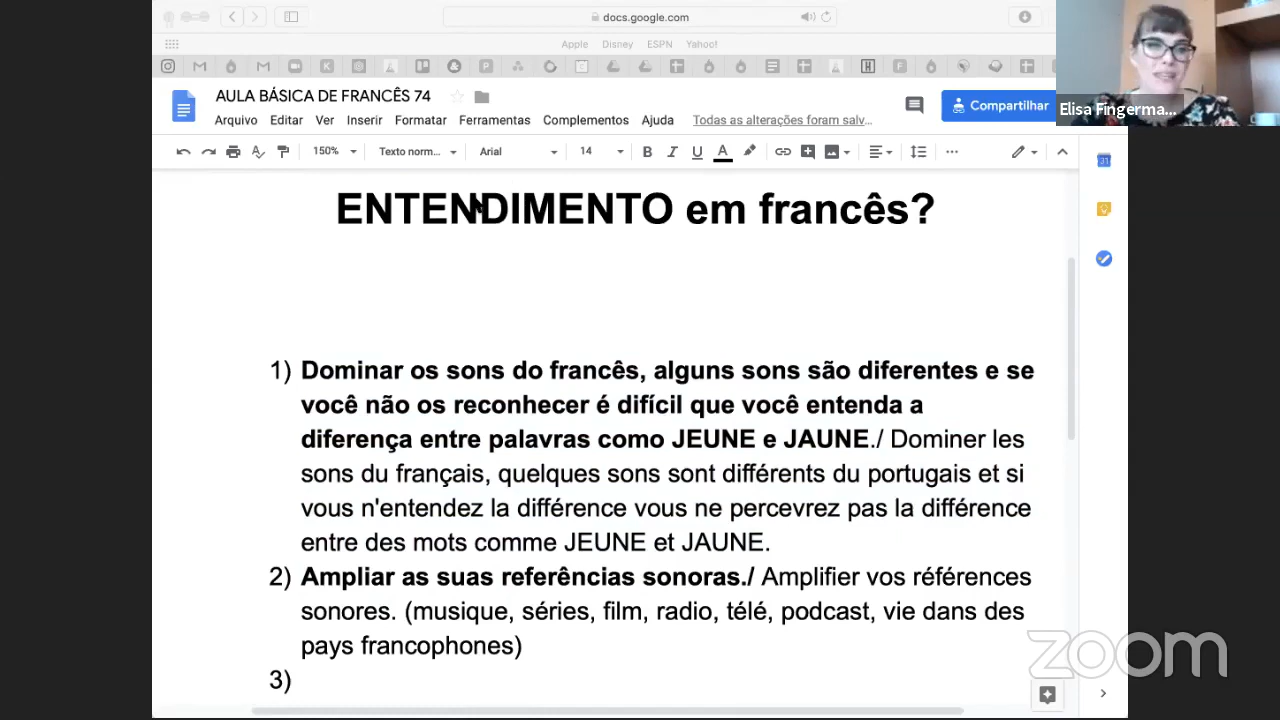 docs.google.com
Apple Disney ESPN Yahoo!
AULA BÁSICA DE FRANCÊS 74
Arquivo Editar Ver Inserir Formatar Ferramentas Complementos Ajuda Todas as alterações foram salv...
Compartilhar
Elisa Fingerma...
150% Texto norm... Arial 14 B I U A
31
ENTENDIMENTO em francês?
1) Dominar os sons do francês, alguns sons são diferentes e se
você não os reconhecer é difícil que você entenda a
diferença entre palavras como JEUNE e JAUNE./ Dominer les
sons du français, quelques sons sont différents du portugais et si
vous n'entendez la différence vous ne percevrez pas la différence
entre des mots comme JEUNE et JAUNE.
2) Ampliar as suas referências sonoras./ Amplifier vos références
sonores. (musique, séries, film, radio, télé, podcast, vie dans des
pays francophones)
3)
zoom